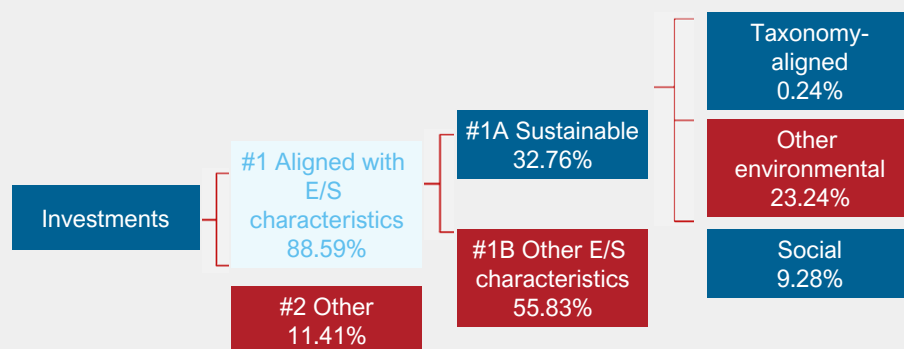 Investments
#1 Aligned with
E/S
characteristics
88.59%
#2 Other
11.41%
#1A Sustainable
32.76%
#1B Other E/S
characteristics
55.83%
Taxonomy-
aligned
0.24%
Other
environmental
23.24%
Social
9.28%